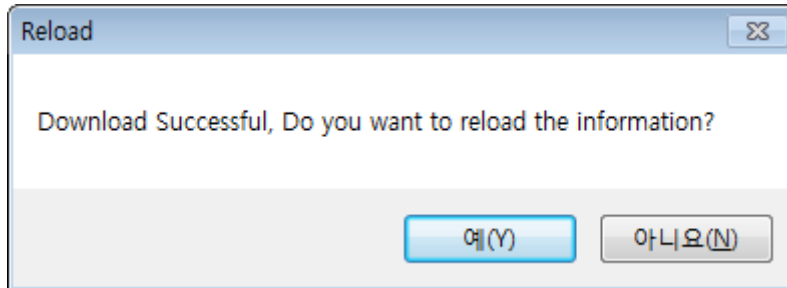 Reload
Download Successful, Do you want to reload the information?
예(Y)
아니요(N)